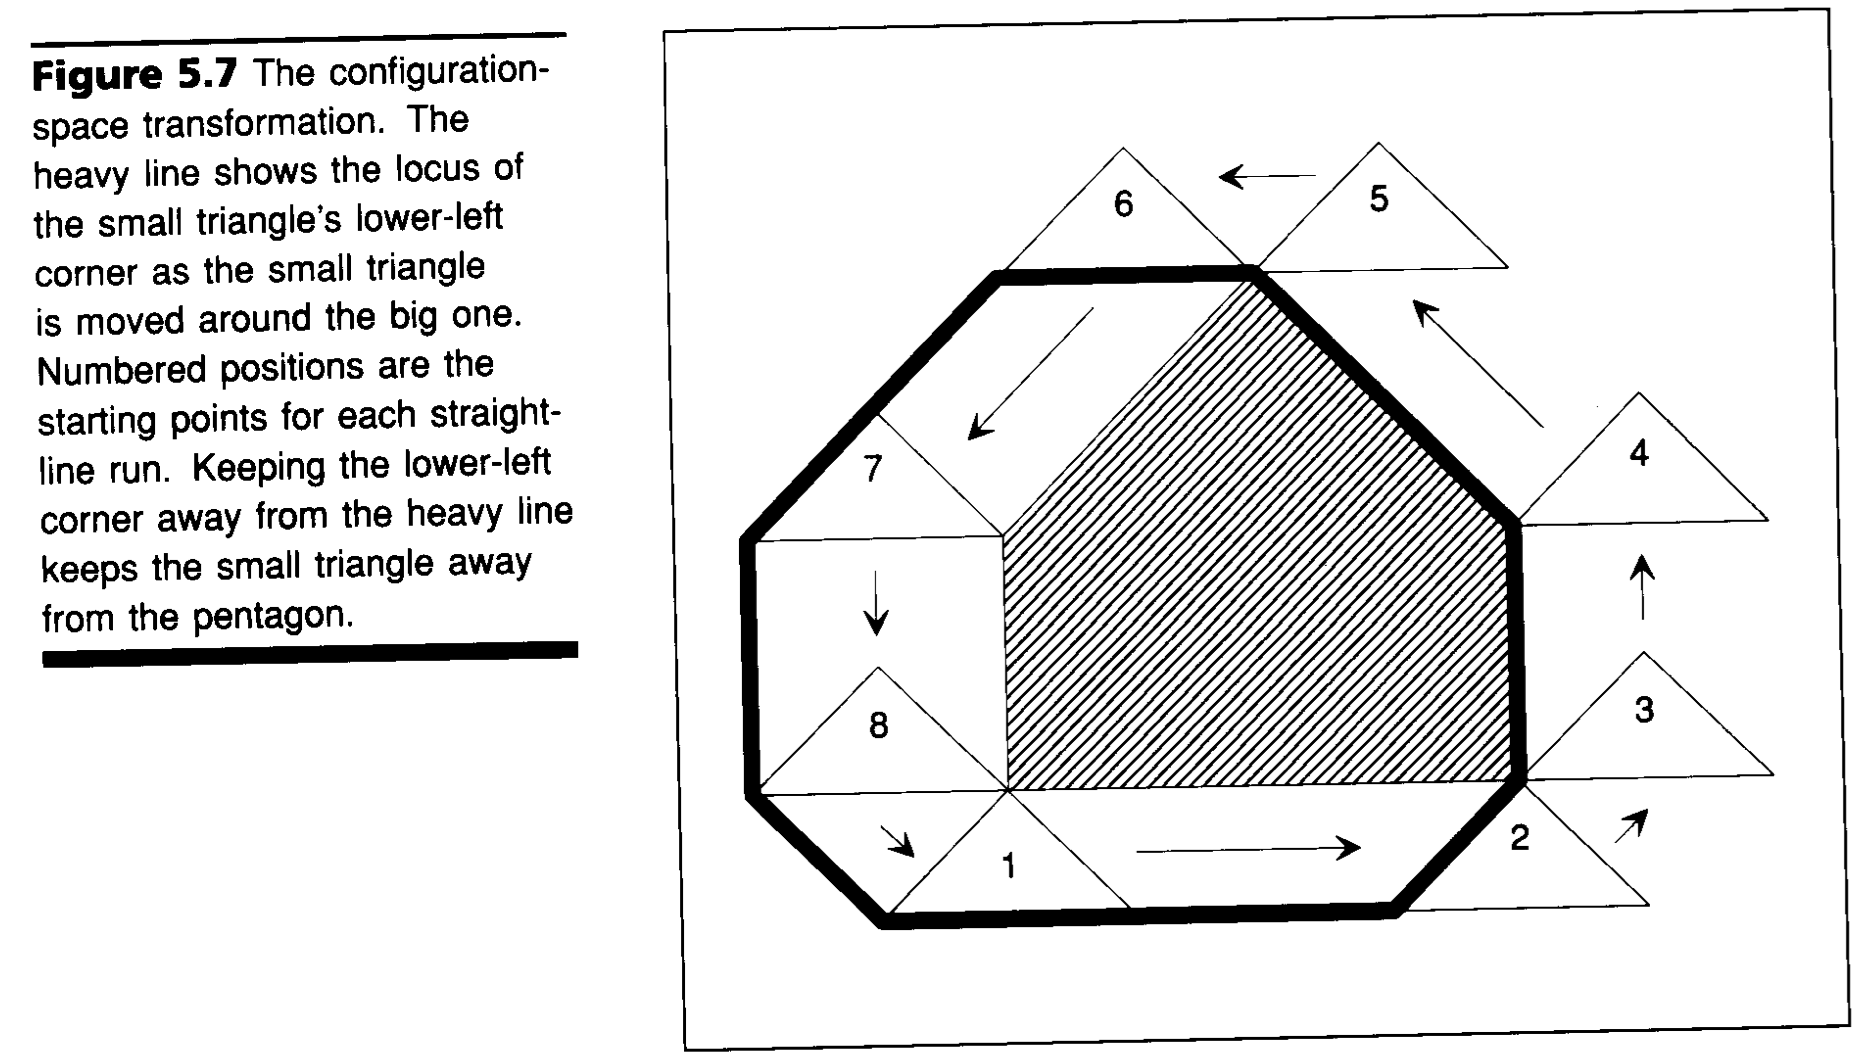 Figure 5.7 The configuration-
space transformation. The
heavy line shows the locus of
the small triangle's lower-left
corner as the small triangle
is moved around the big one.
Numbered positions are the
starting points for each straight-
line run. Keeping the lower-left
corner away from the heavy line
keeps the small triangle away
from the pentagon.
6
5
7
4
8
3
1
2